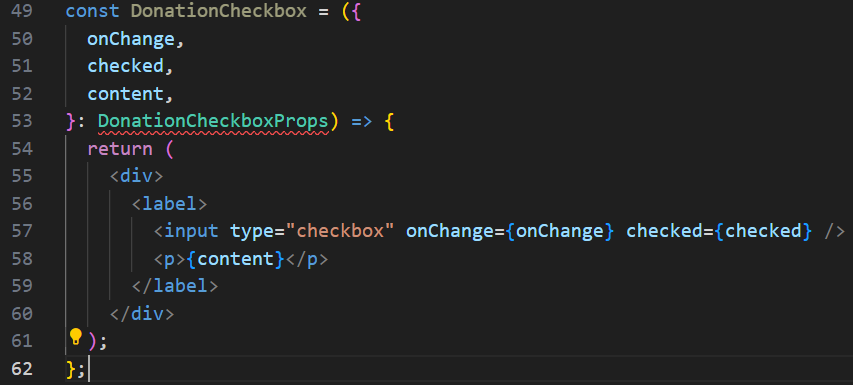 49 const DonationCheckbox = ({
50   onChange,
51   checked,
52   content,
53 }: DonationCheckboxProps) => {
54   return (
55     <div>
56       <label>
57         <input type="checkbox" onChange={onChange} checked={checked} />
58         <p>{content}</p>
59       </label>
60     </div>
61   );
62 };